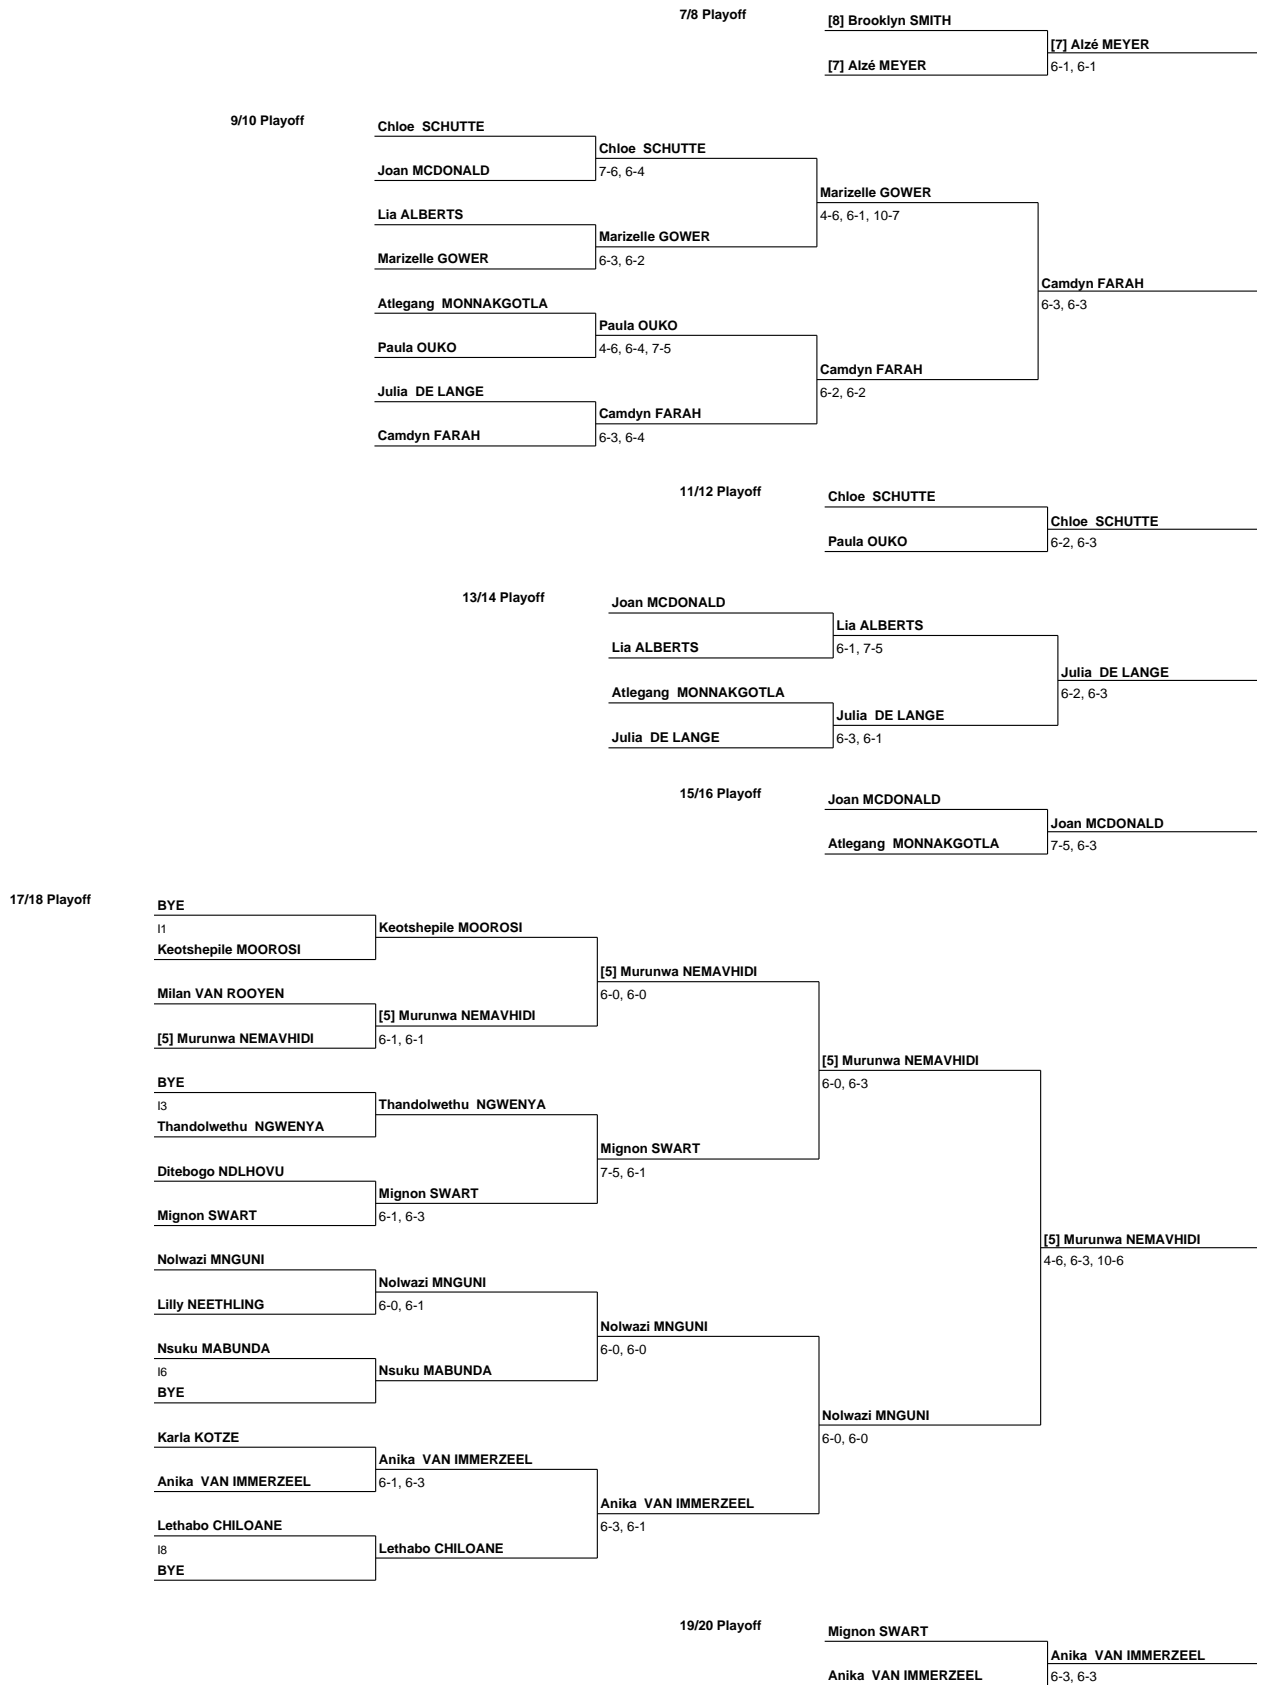 7/8 Playoff
[8] Brooklyn SMITH
[7] Alzé MEYER
[7] Alzé MEYER
6-1, 6-1
9/10 Playoff
Chloe SCHUTTE
Chloe SCHUTTE
Joan MCDONALD
7-6, 6-4
Marizelle GOWER
Lia ALBERTS
4-6, 6-1, 10-7
Marizelle GOWER
Marizelle GOWER
6-3, 6-2
Camdyn FARAH
Atlegang MONNAKGOTLA
6-3, 6-3
Paula OUKO
Paula OUKO
4-6, 6-4, 7-5
Camdyn FARAH
Julia DE LANGE
6-2, 6-2
Camdyn FARAH
Camdyn FARAH
6-3, 6-4
11/12 Playoff
Chloe SCHUTTE
Chloe SCHUTTE
Paula OUKO
6-2, 6-3
13/14 Playoff
Joan MCDONALD
Lia ALBERTS
Lia ALBERTS
6-1, 7-5
Julia DE LANGE
Atlegang MONNAKGOTLA
6-2, 6-3
Julia DE LANGE
Julia DE LANGE
6-3, 6-1
15/16 Playoff
Joan MCDONALD
Joan MCDONALD
Atlegang MONNAKGOTLA
7-5, 6-3
17/18 Playoff
BYE
I1
Keotshepile MOOROSI
Keotshepile MOOROSI
[5] Murunwa NEMAVHIDI
Milan VAN ROOYEN
6-0, 6-0
[5] Murunwa NEMAVHIDI
[5] Murunwa NEMAVHIDI
6-1, 6-1
[5] Murunwa NEMAVHIDI
BYE
6-0, 6-3
I3
Thandolwethu NGWENYA
Thandolwethu NGWENYA
Mignon SWART
Ditebogo NDLHOVU
7-5, 6-1
Mignon SWART
Mignon SWART
6-1, 6-3
[5] Murunwa NEMAVHIDI
Nolwazi MNGUNI
4-6, 6-3, 10-6
Nolwazi MNGUNI
Lilly NEETHLING
6-0, 6-1
Nolwazi MNGUNI
Nsuku MABUNDA
6-0, 6-0
I6
Nsuku MABUNDA
BYE
Nolwazi MNGUNI
Karla KOTZE
6-0, 6-0
Anika VAN IMMERZEEL
Anika VAN IMMERZEEL
6-1, 6-3
Anika VAN IMMERZEEL
Lethabo CHILOANE
6-3, 6-1
I8
Lethabo CHILOANE
BYE
19/20 Playoff
Mignon SWART
Anika VAN IMMERZEEL
Anika VAN IMMERZEEL
6-3, 6-3